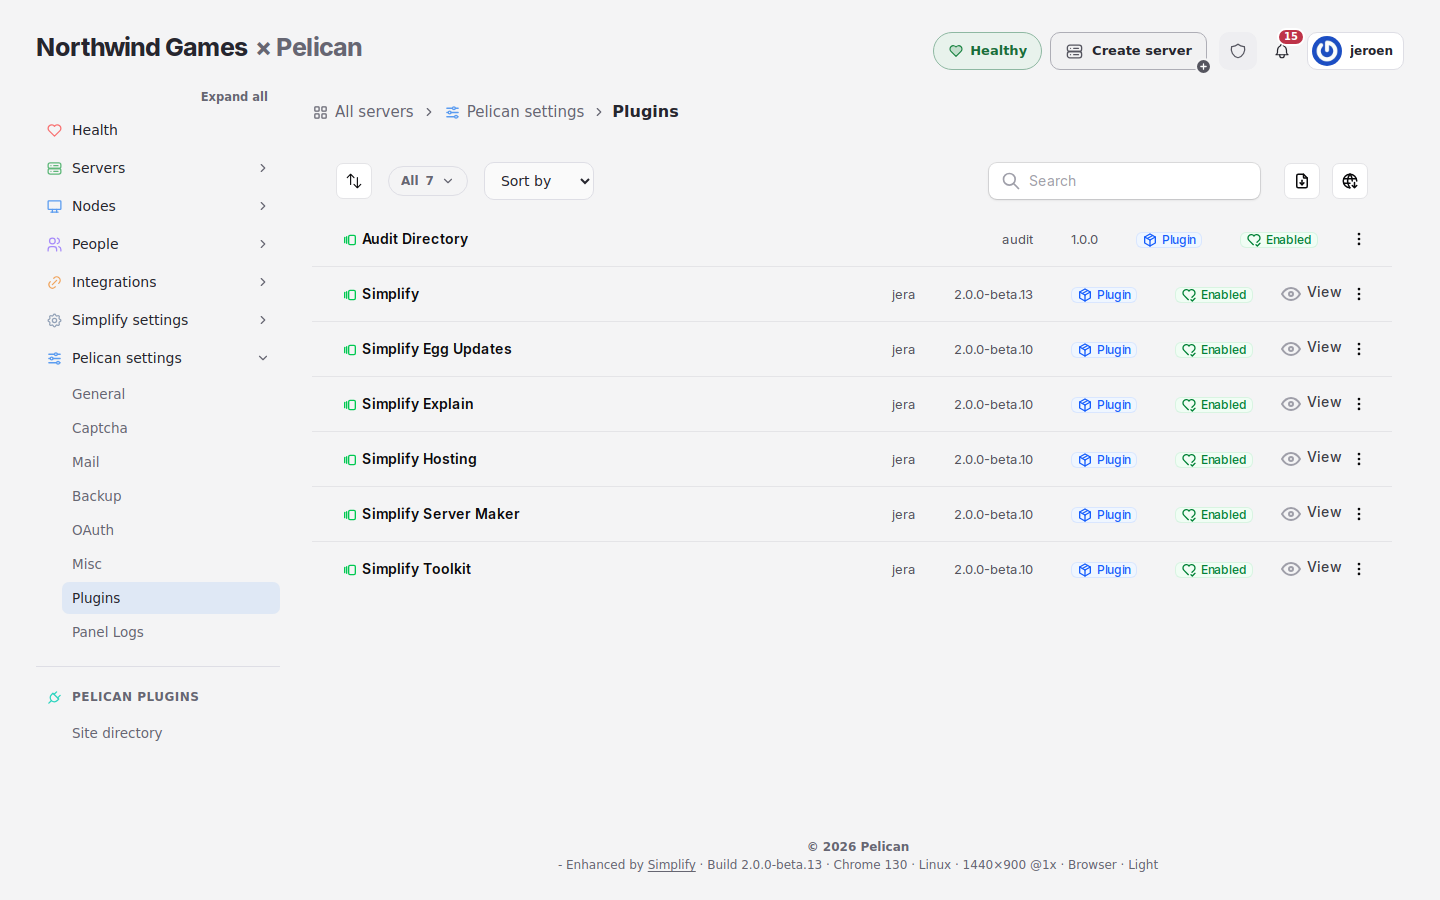 Northwind Games × Pelican
Healthy
Create server
15
jeroen
Expand all
Health
Servers
Nodes
People
Integrations
Simplify settings
Pelican settings
General
Captcha
Mail
Backup
OAuth
Misc
Plugins
Panel Logs
PELICAN PLUGINS
Site directory
All servers > Pelican settings > Plugins
All 7
Sort by
Search
Audit Directory audit 1.0.0 Plugin Enabled
Simplify jera 2.0.0-beta.13 Plugin Enabled View
Simplify Egg Updates jera 2.0.0-beta.10 Plugin Enabled View
Simplify Explain jera 2.0.0-beta.10 Plugin Enabled View
Simplify Hosting jera 2.0.0-beta.10 Plugin Enabled View
Simplify Server Maker jera 2.0.0-beta.10 Plugin Enabled View
Simplify Toolkit jera 2.0.0-beta.10 Plugin Enabled View
© 2026 Pelican
- Enhanced by Simplify · Build 2.0.0-beta.13 · Chrome 130 · Linux · 1440×900 @1x · Browser · Light